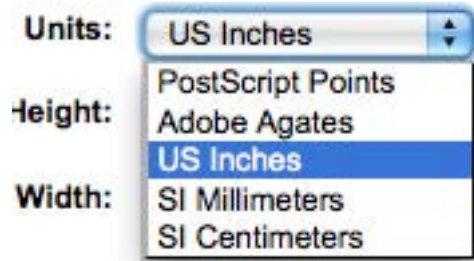 Units: US Inches
PostScript Points
Height: Adobe Agates
US Inches
Width: SI Millimeters
SI Centimeters